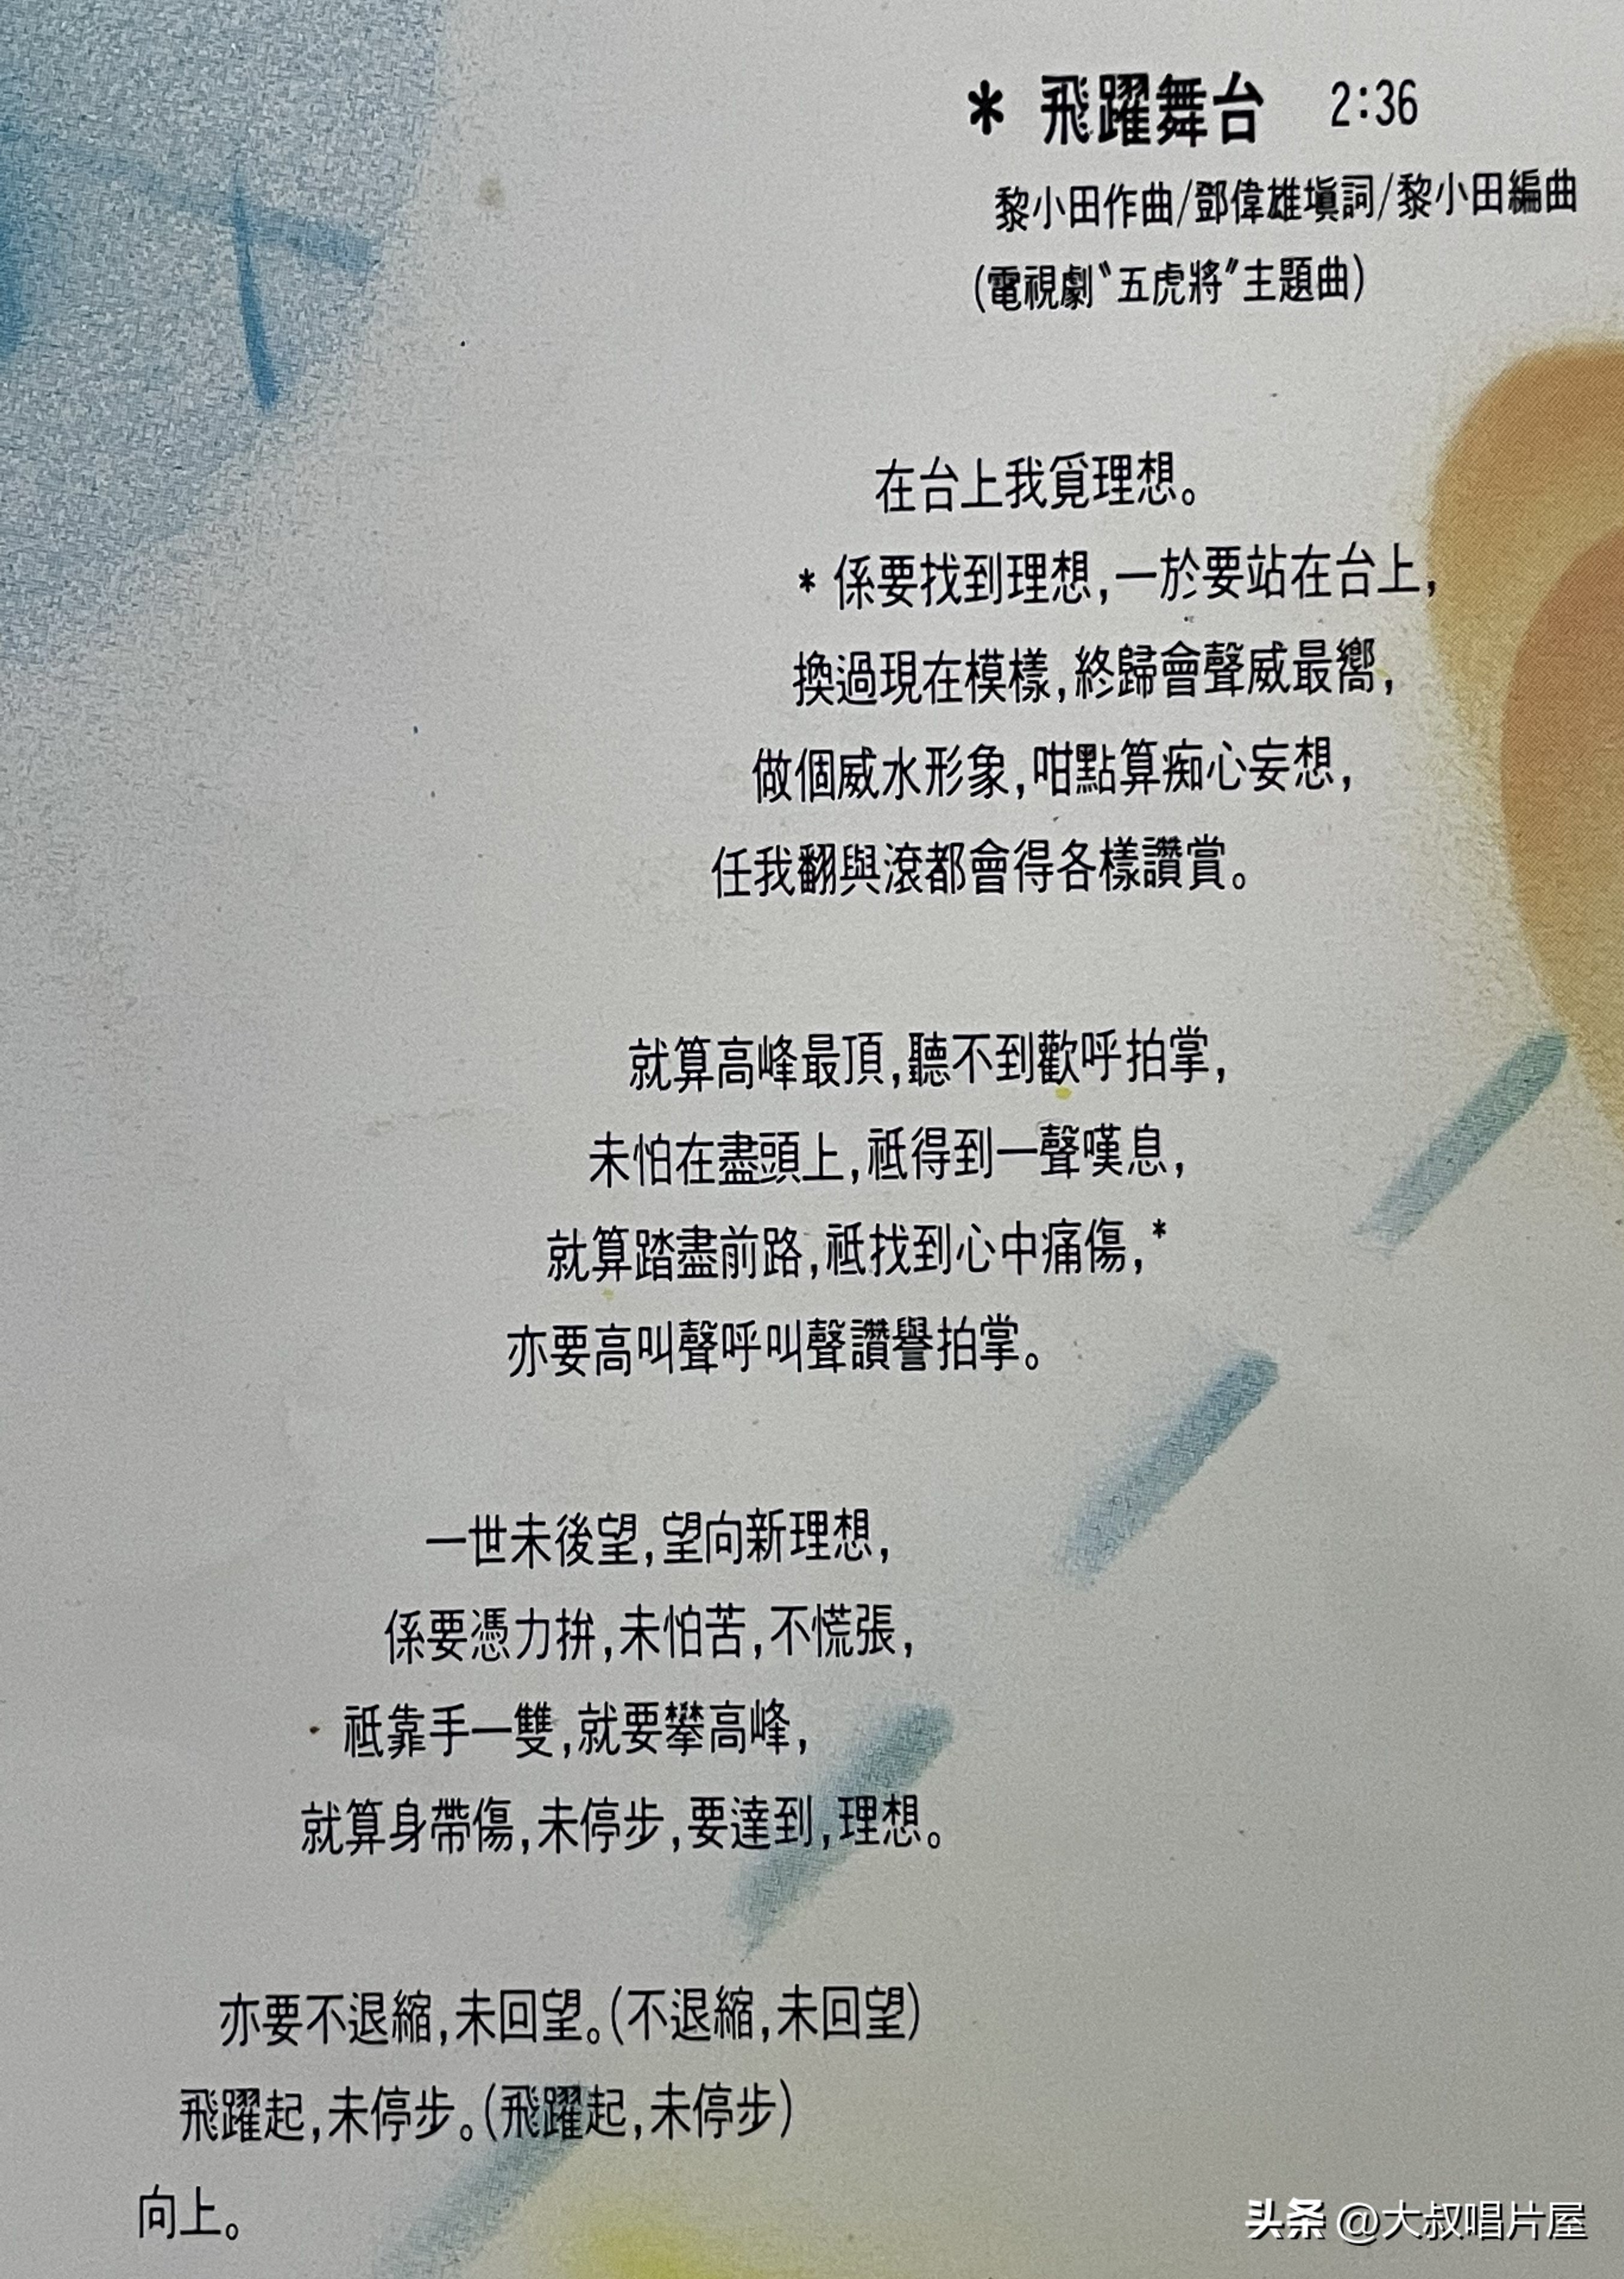 * 飛躍舞台 2:36
黎小田作曲/鄧偉雄塡詞/黎小田編曲
(電視劇〝五虎將〞主題曲)
在台上我覓理想。
* 係要找到理想,一於要站在台上,
換過現在模樣,終歸會聲威最嚮,
做個威水形象,咁點算痴心妄想,
任我翻與滾都會得各樣讚賞。
就算高峰最頂,聽不到歡呼拍掌,
未怕在盡頭上,祗得到一聲嘆息,
就算踏盡前路,祗找到心中痛傷,*
亦要高叫聲呼叫聲讚譽拍掌。
一世未後望,望向新理想,
係要憑力拚,未怕苦,不慌張,
祗靠手一雙,就要攀高峰,
就算身帶傷,未停步,要達到,理想。
亦要不退縮,未回望。(不退縮,未回望)
飛躍起,未停步。(飛躍起,未停步)
向上。
头条 @大叔唱片屋